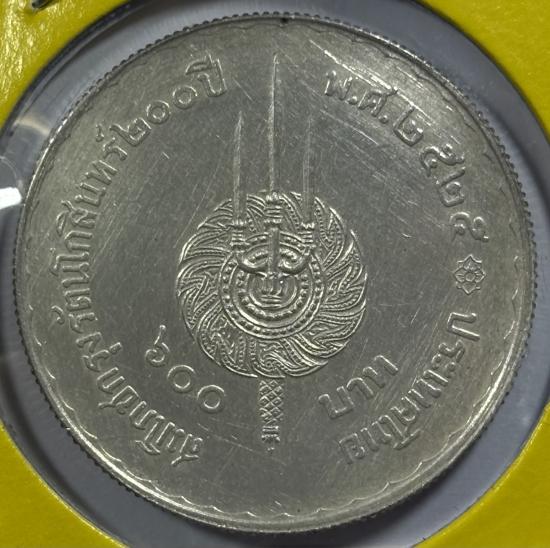 สมโภชกรุงรัตนโกสินทร์๒๐๐ปี
พ.ศ.๒๕๒๕
ประเทศไทย
๖๐๐ บาท